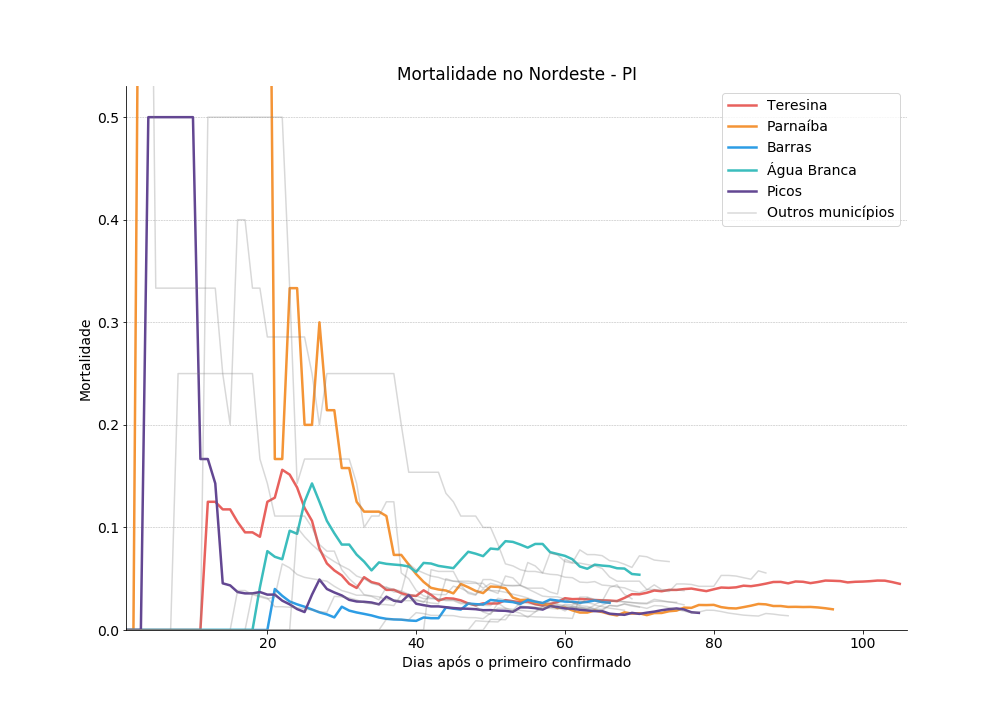 Mortalidade no Nordeste - PI
Teresina
Parnaíba
Barras
Água Branca
Picos
Outros municípios
Mortalidade
0.5
0.4
0.3
0.2
0.1
0.0
20
40
60
80
100
Dias após o primeiro confirmado